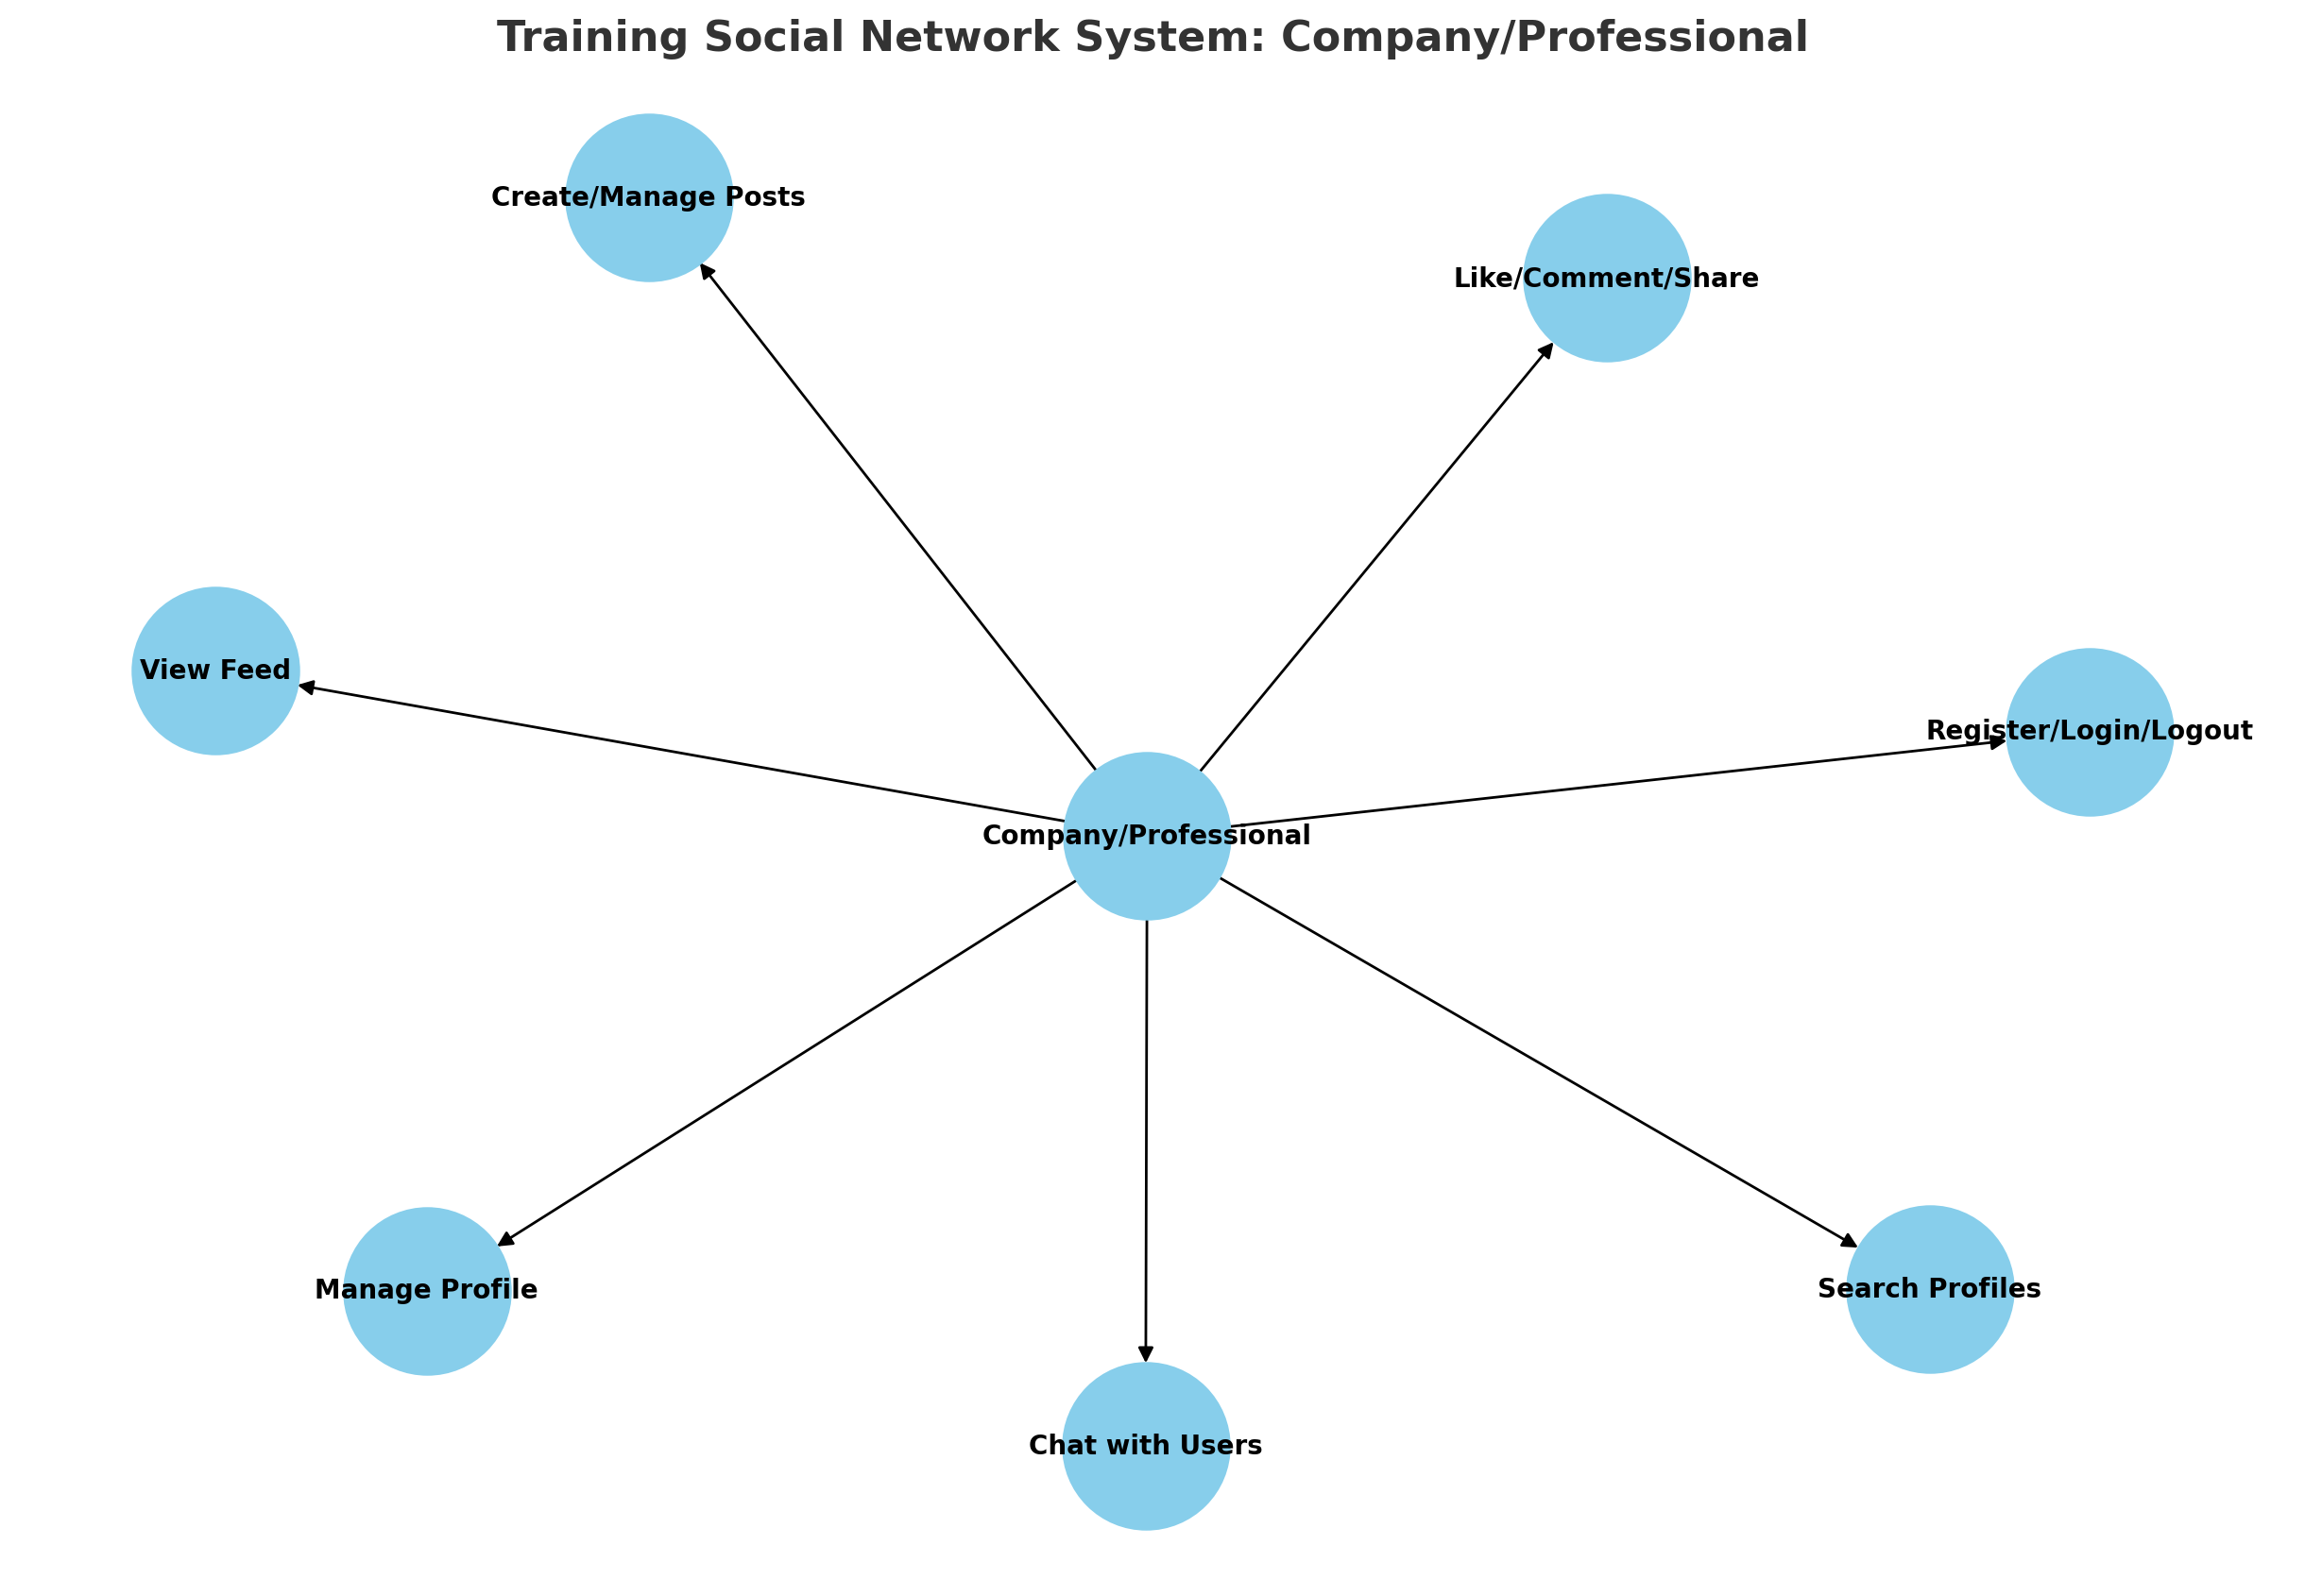 Training Social Network System: Company/Professional
Create/Manage Posts
Like/Comment/Share
View Feed
Register/Login/Logout
Company/Professional
Manage Profile
Search Profiles
Chat with Users